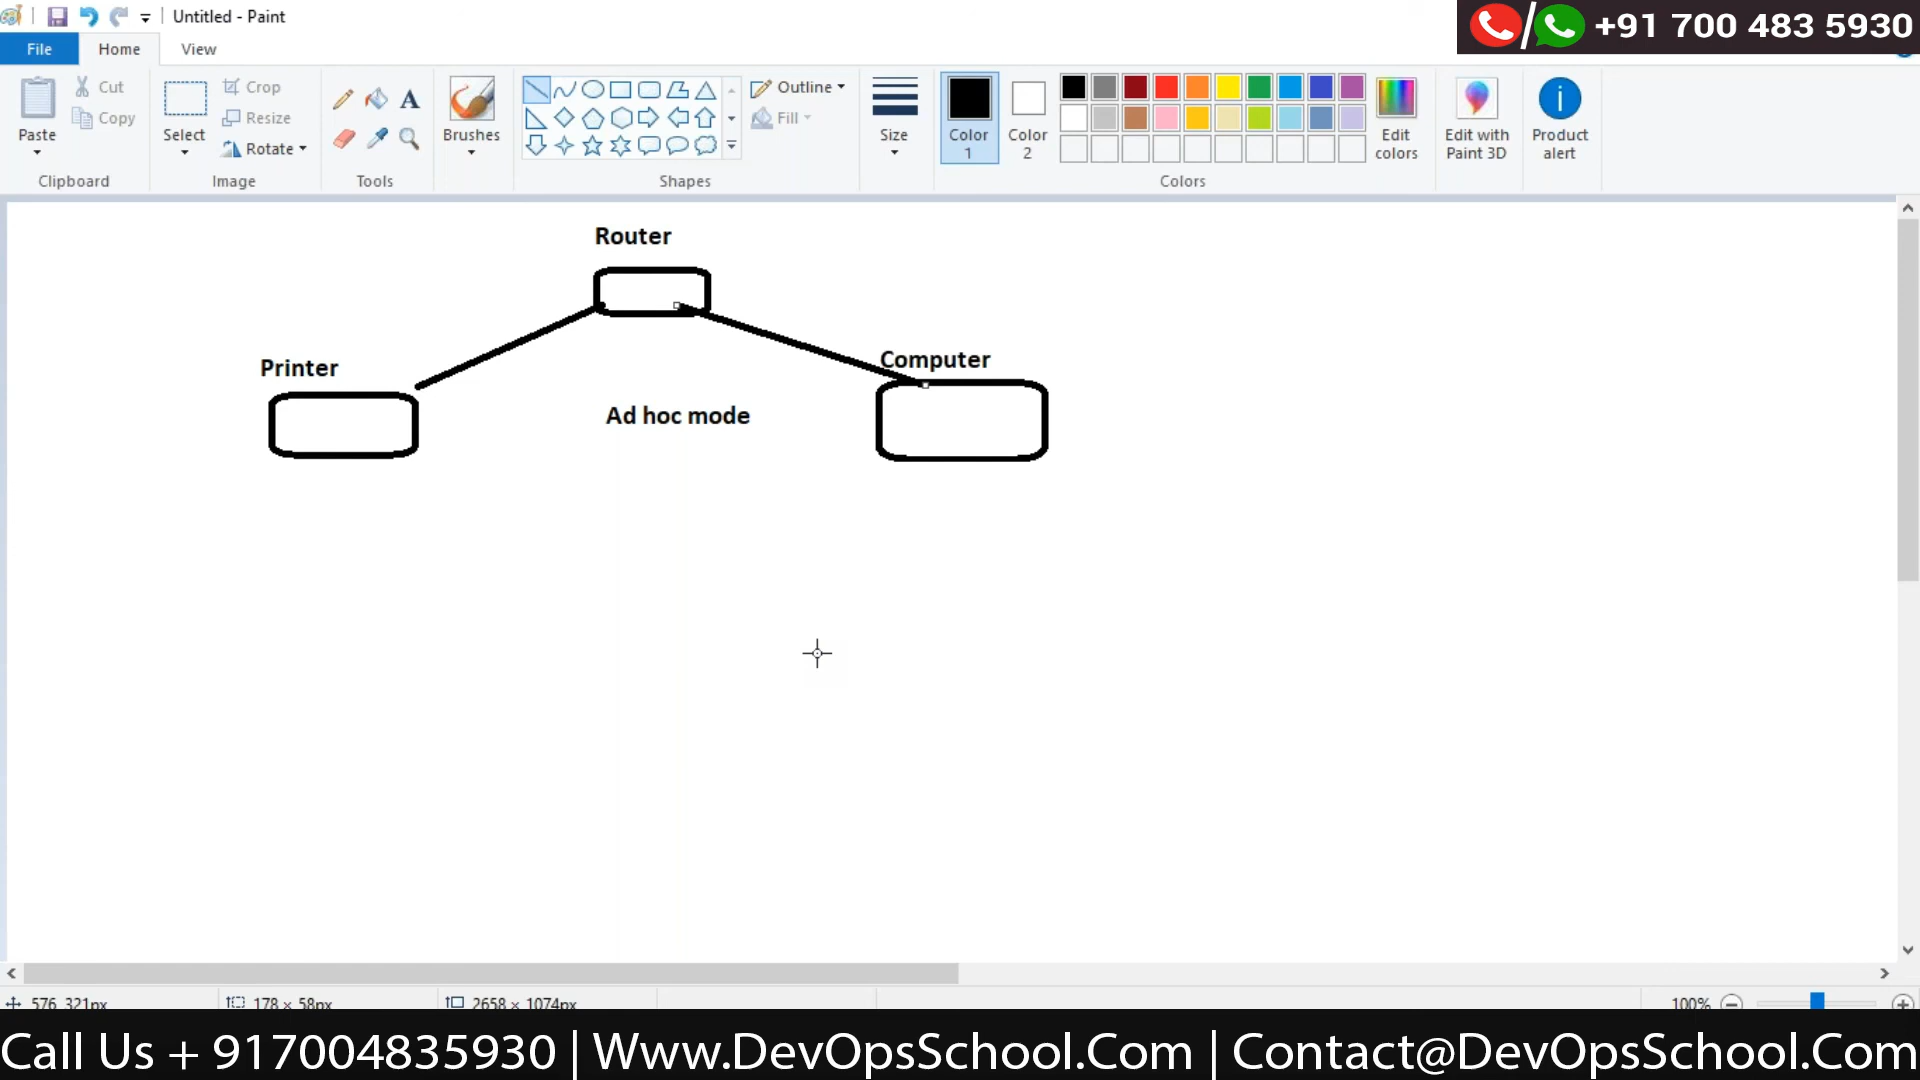 Untitled - Paint
+91 700 483 5930
File Home View
Cut
Copy
Paste
Clipboard
Crop
Resize
Rotate
Select
Image
A
Tools
Brushes
Outline
Fill
Shapes
Size
Color 1
Color 2
Edit colors
Colors
Edit with Paint 3D
Product alert
Router
Printer
Computer
Ad hoc mode
576, 321px 178 × 58px 2658 × 1074px 100%
Call Us + 917004835930 | Www.DevOpsSchool.Com | Contact@DevOpsSchool.Com